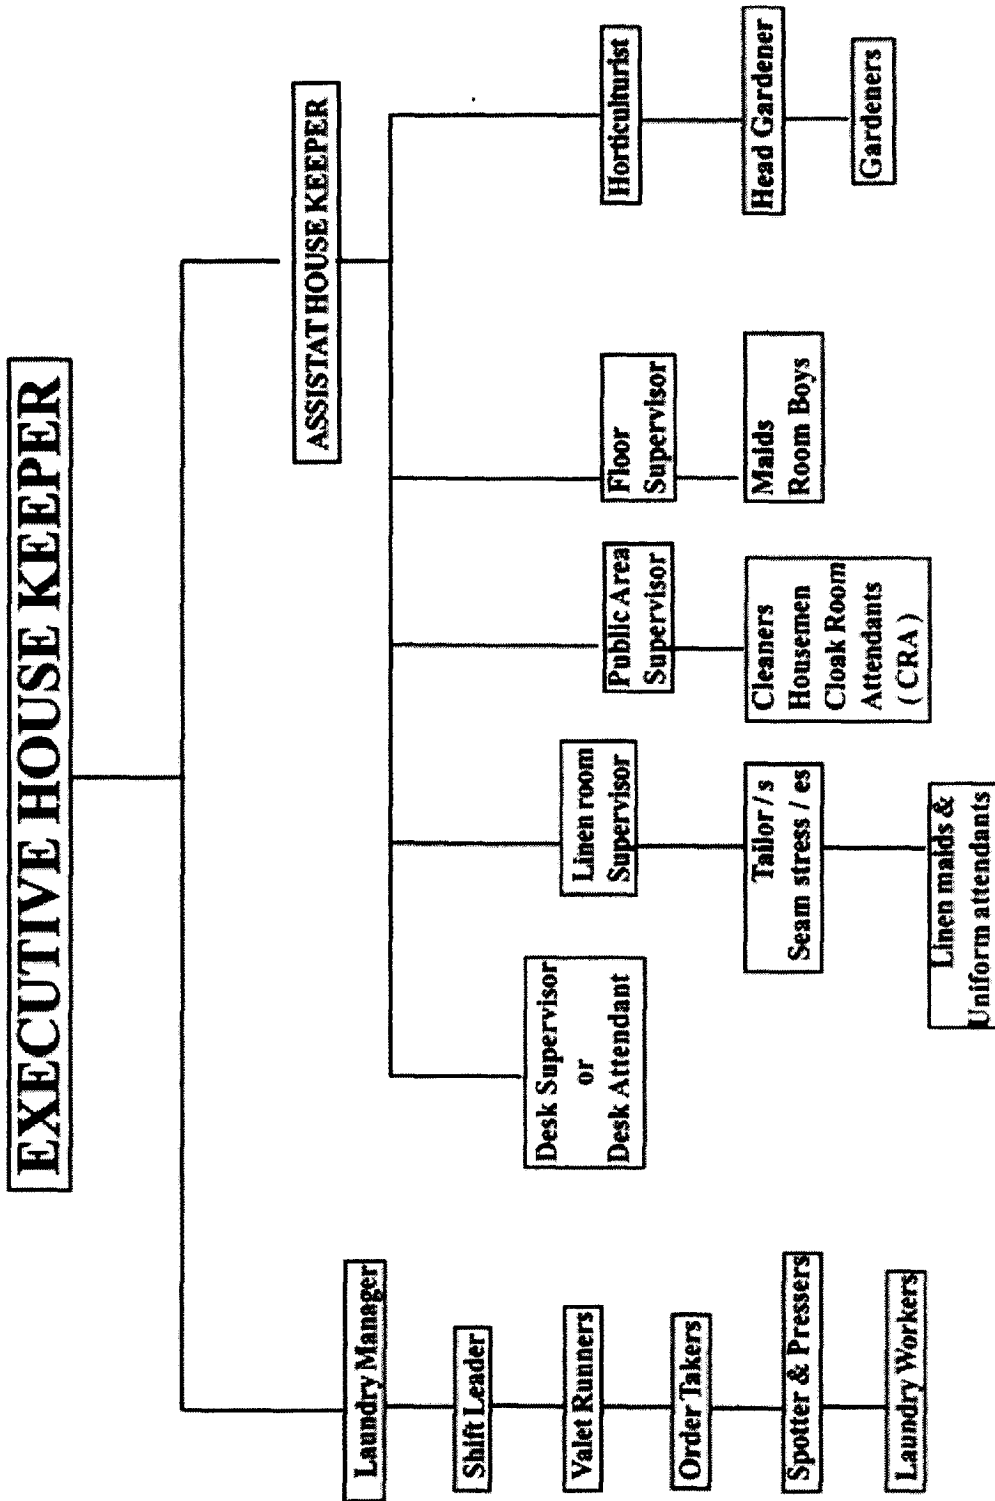 EXECUTIVE HOUSE KEEPER
ASSISTAT HOUSE KEEPER
Laundry Manager
Shift Leader
Valet Runners
Order Takers
Spotter & Pressers
Laundry Workers
Desk Supervisor
or
Desk Attendant
Linen room
Supervisor
Tailor / s
Seam stress / es
Linen maids &
Uniform attendants
Public Area
Supervisor
Cleaners
Housemen
Cloak Room
Attendants
( CRA )
Floor
Supervisor
Maids
Room Boys
Horticulturist
Head Gardener
Gardeners